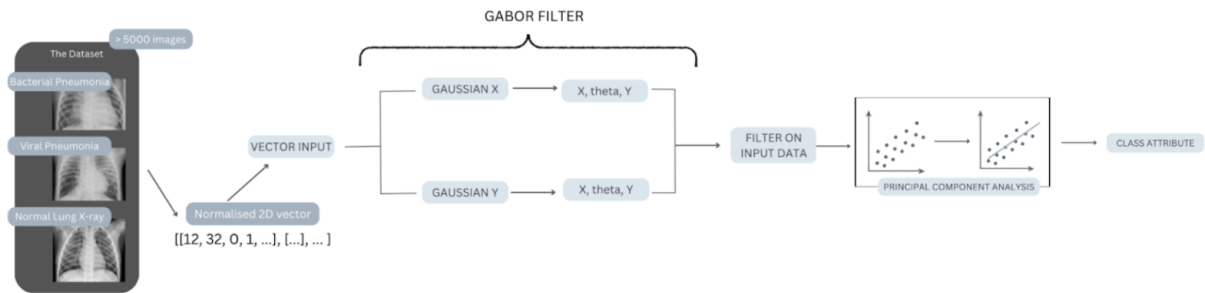 GABOR FILTER
> 5000 images
The Dataset
Bacterial Pneumonia
Viral Pneumonia
Normal Lung X-ray
Normalised 2D vector
[[12, 32, 0, 1, ...], [...], ... ]
VECTOR INPUT
GAUSSIAN X
X, theta, Y
GAUSSIAN Y
X, theta, Y
FILTER ON
INPUT DATA
PRINCIPAL COMPONENT ANALYSIS
CLASS ATTRIBUTE